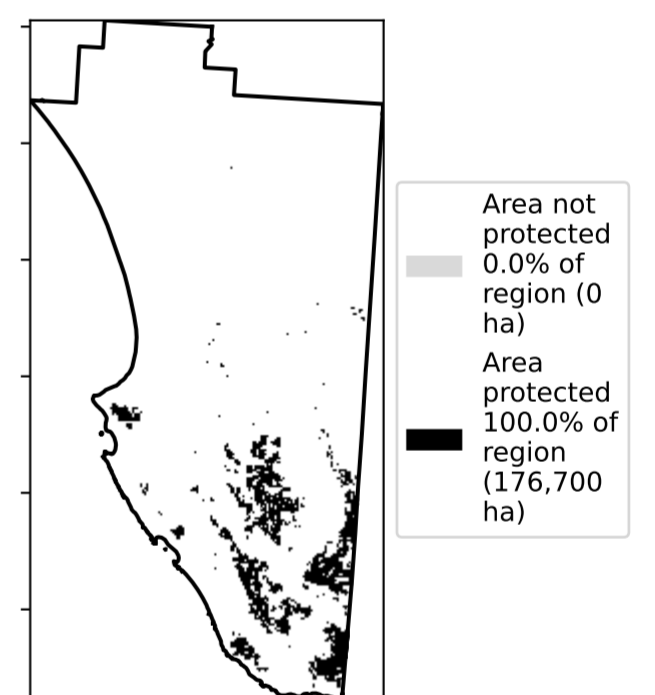 Area not
protected
0.0% of
region (0
ha)
Area
protected
100.0% of
region
(176,700
ha)